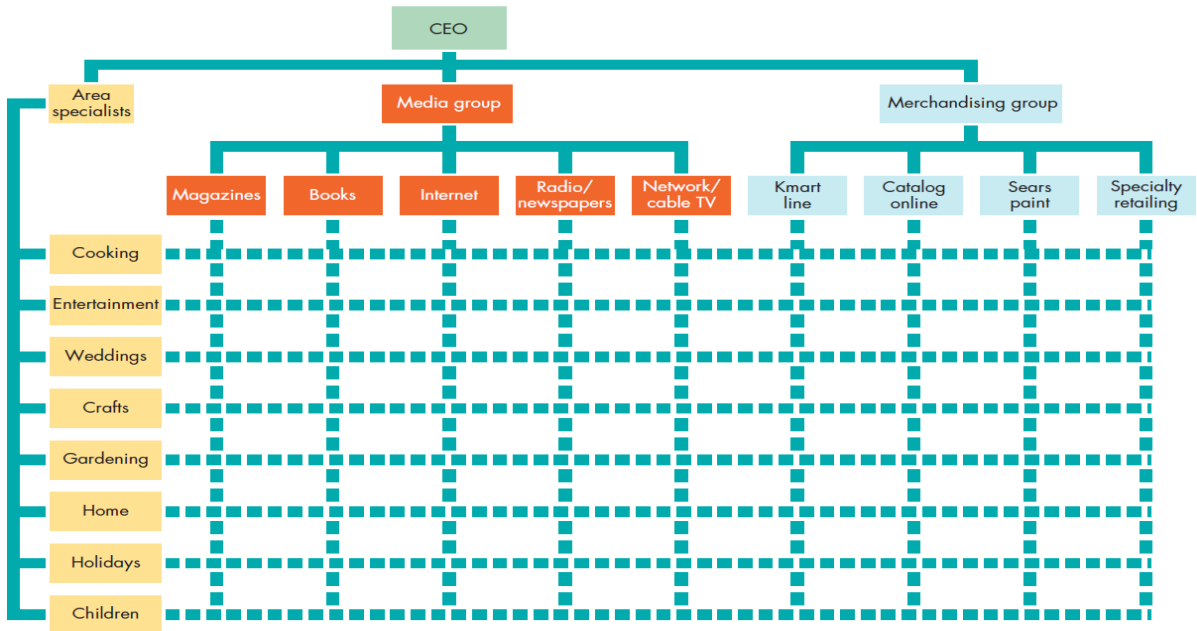 CEO
Area
specialists
Media group
Merchandising group
Magazines
Books
Internet
Radio/
newspapers
Network/
cable TV
Kmart
line
Catalog
online
Sears
paint
Specialty
retailing
Cooking
Entertainment
Weddings
Crafts
Gardening
Home
Holidays
Children